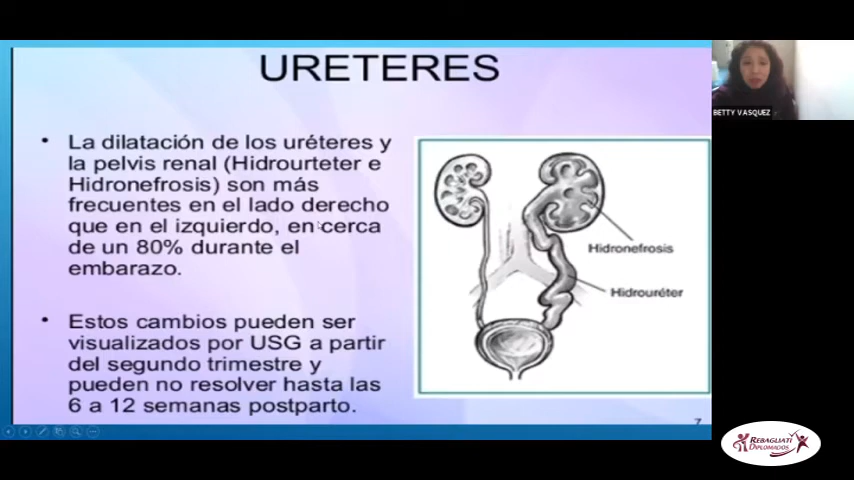 URETERES
• La dilatación de los uréteres y
la pelvis renal (Hidrourteter e
Hidronefrosis) son más
frecuentes en el lado derecho
que en el izquierdo, en cerca
de un 80% durante el
embarazo.
• Estos cambios pueden ser
visualizados por USG a partir
del segundo trimestre y
pueden no resolver hasta las
6 a 12 semanas postparto.
Hidronefrosis
Hidrouréter
7
BETTY VASQUEZ
REBAGLIATI
DIPLOMADOS